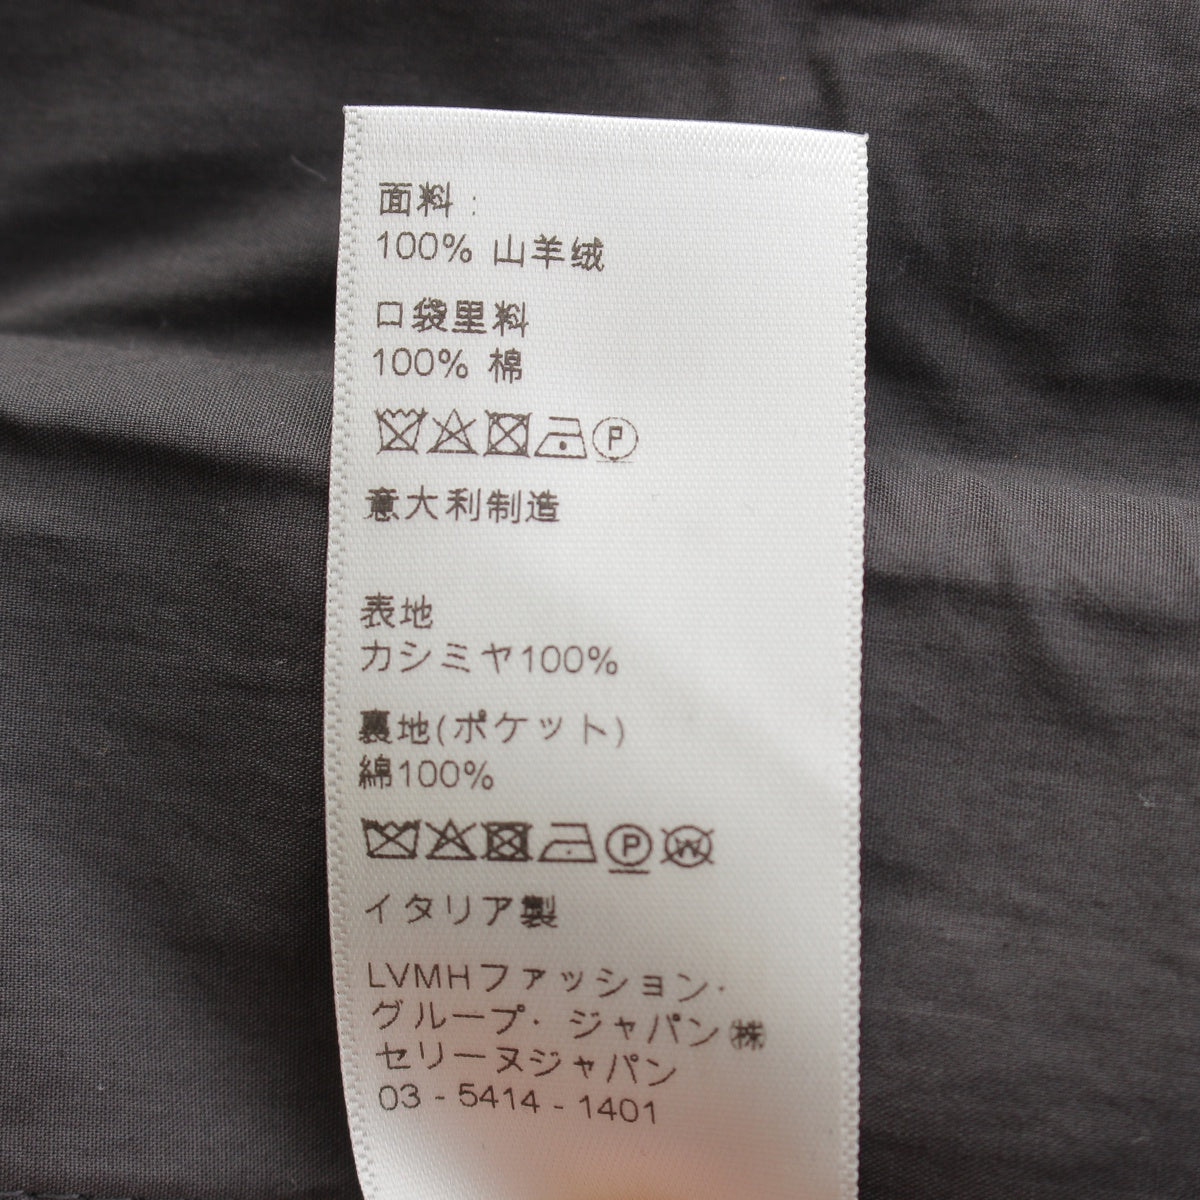 面料：
100% 山羊绒
口袋里料
100% 棉
P
意大利制造
表地
カシミヤ100%
裏地(ポケット)
綿100%
P W
イタリア製
LVMHファッション・
グループ・ジャパン㈱
セリーヌジャパン
03 - 5414 - 1401